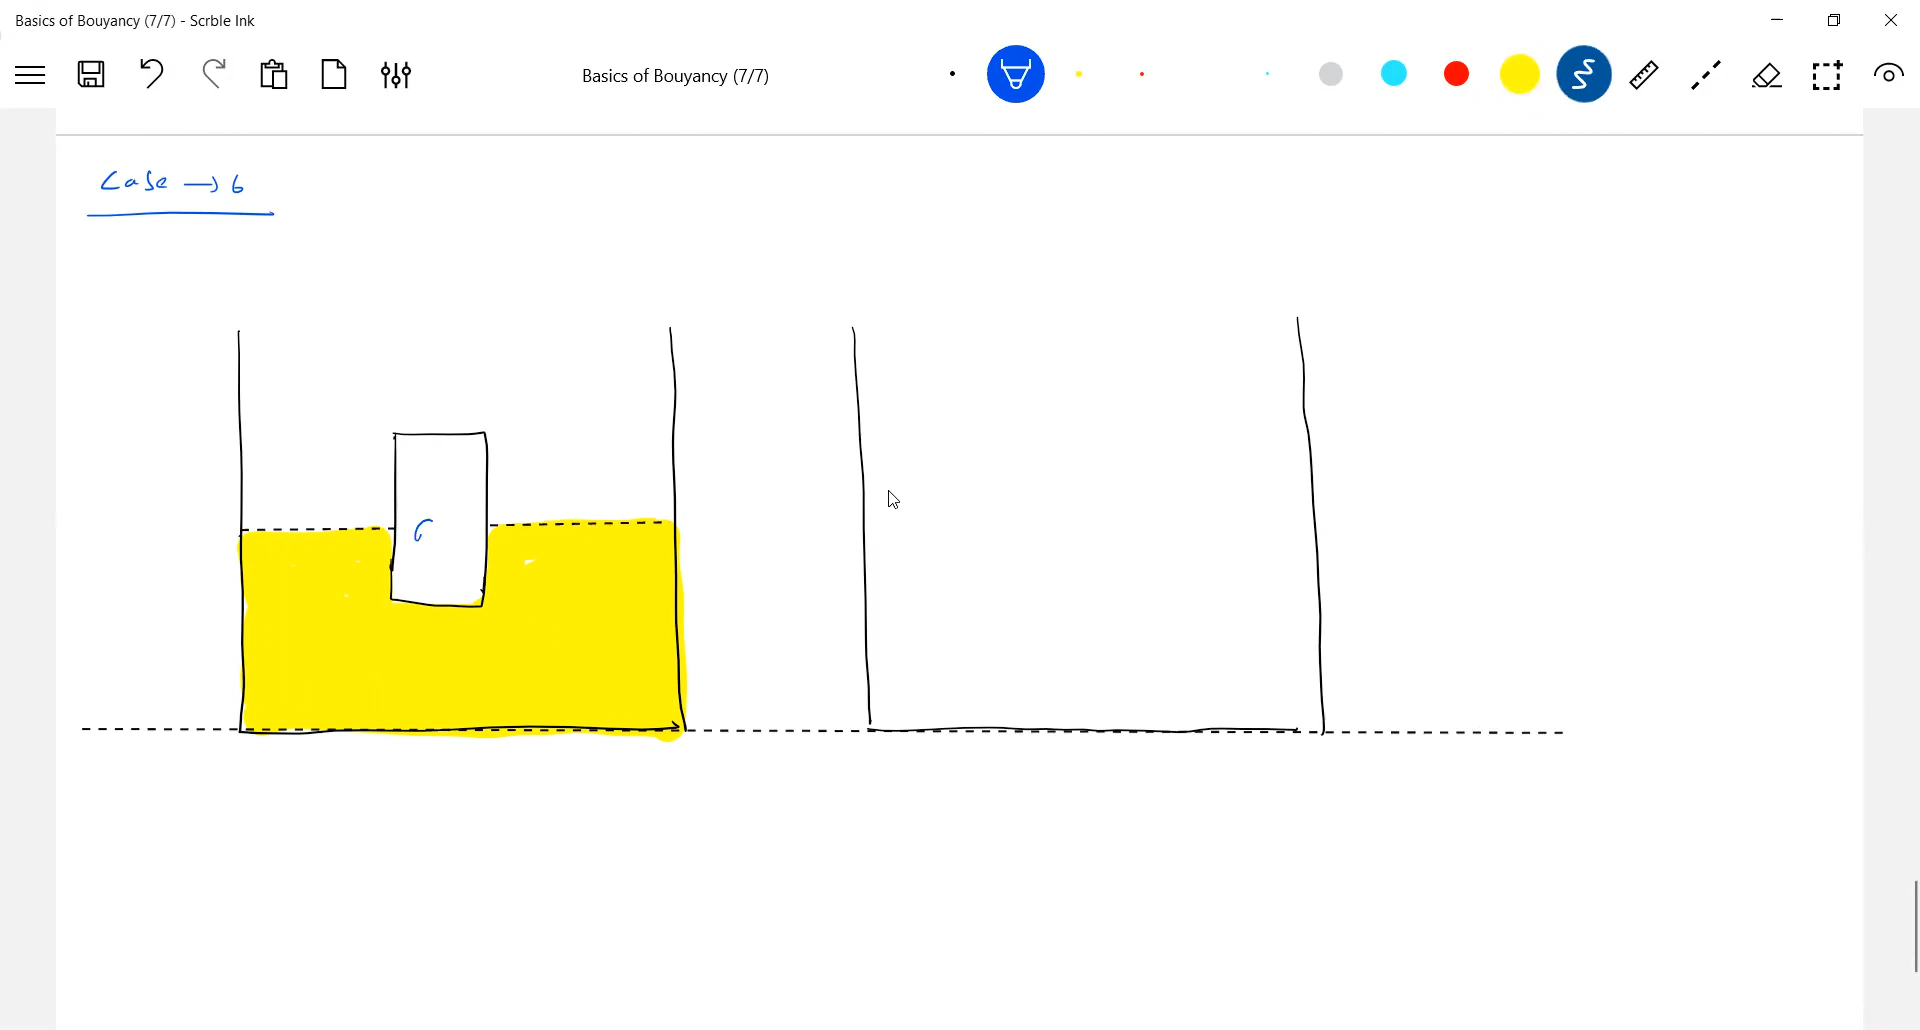 Basics of Bouyancy (7/7) - Scrble Ink
Basics of Bouyancy (7/7)
Case → 6